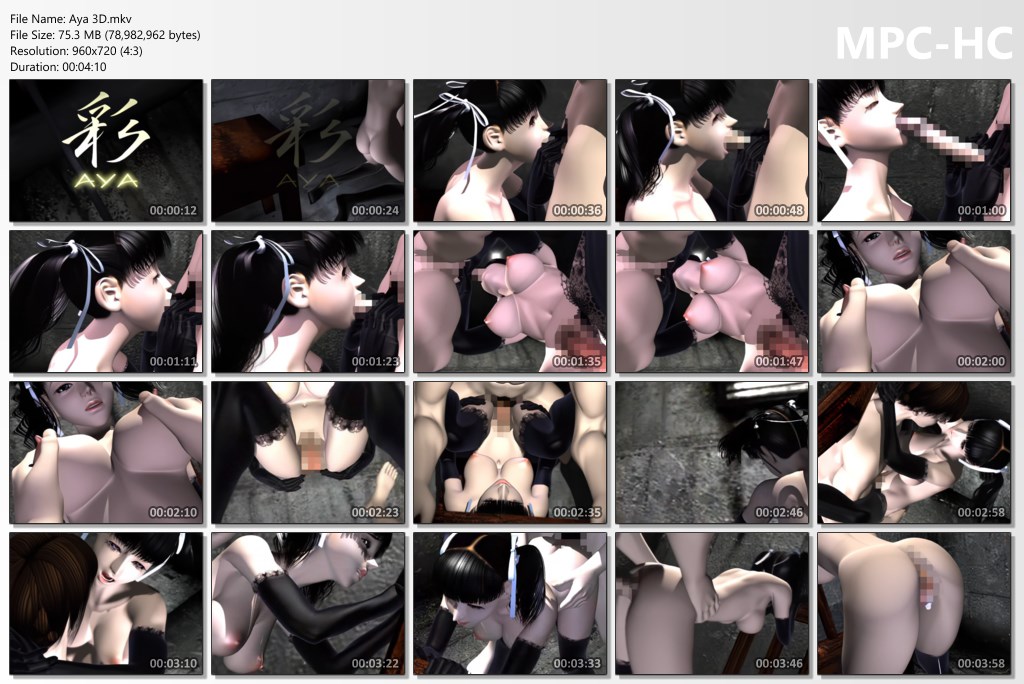 File Name: Aya 3D.mkv
File Size: 75.3 MB (78,982,962 bytes)
Resolution: 960x720 (4:3)
Duration: 00:04:10
MPC-HC
彩
AYA
00:00:12
彩
AYA
00:00:24
00:00:36
00:00:48
00:01:00
00:01:11
00:01:23
00:01:35
00:01:47
00:02:00
00:02:10
00:02:23
00:02:35
00:02:46
00:02:58
00:03:10
00:03:22
00:03:33
00:03:46
00:03:58